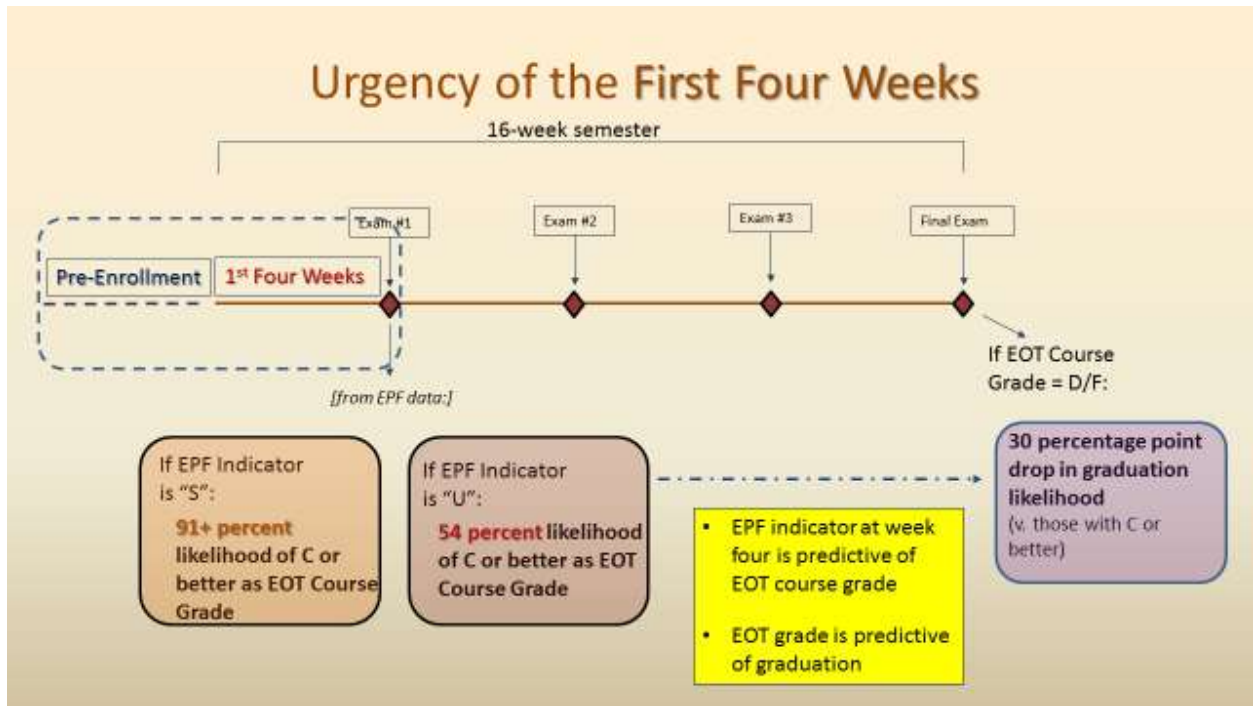 Urgency of the First Four Weeks
16-week semester
Exam #1
Exam #2
Exam #3
Final Exam
Pre-Enrollment
1st Four Weeks
[from EPF data:]
If EOT Course
Grade = D/F:
If EPF Indicator
is “S”:
91+ percent
likelihood of C or
better as EOT Course
Grade
If EPF Indicator
is “U”:
54 percent likelihood
of C or better as EOT
Course Grade
• EPF indicator at week
four is predictive of
EOT course grade
• EOT grade is predictive
of graduation
30 percentage point
drop in graduation
likelihood
(v. those with C or
better)